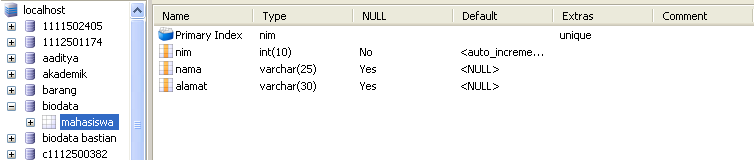 localhost
1111502405
1112501174
aaditya
akademik
barang
biodata
mahasiswa
biodata bastian
c1112500382
Name Type NULL Default Extras Comment
Primary Index nim unique
nim int(10) No <auto_increme...
nama varchar(25) Yes <NULL>
alamat varchar(30) Yes <NULL>